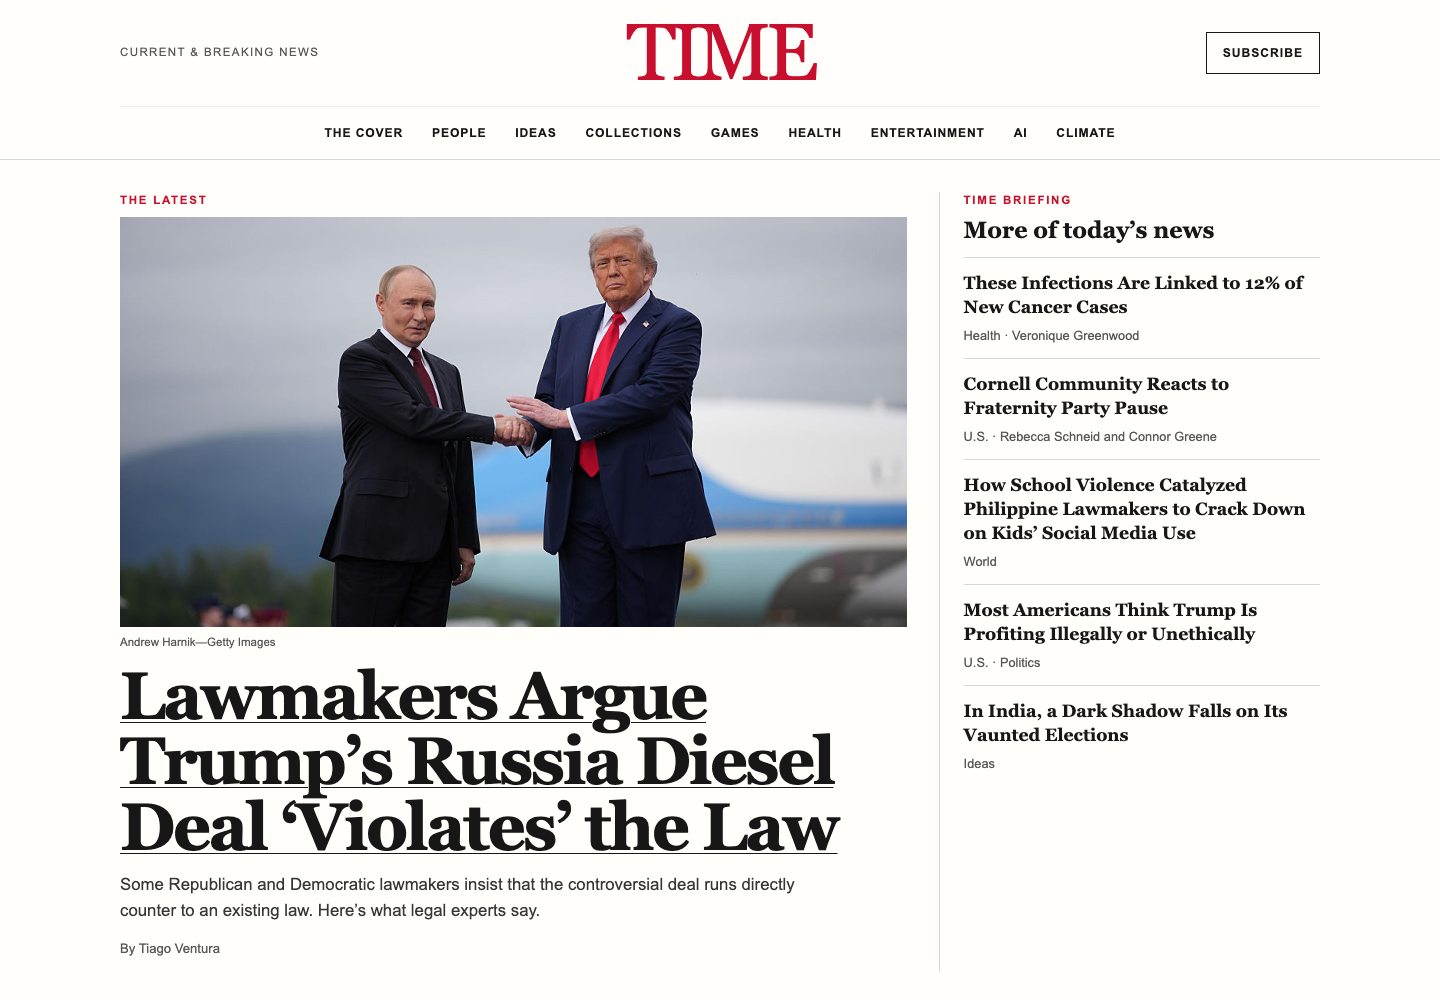 CURRENT & BREAKING NEWS
TIME
SUBSCRIBE
THE COVER PEOPLE IDEAS COLLECTIONS GAMES HEALTH ENTERTAINMENT AI CLIMATE
THE LATEST
Andrew Harnik—Getty Images
Lawmakers Argue
Trump’s Russia Diesel
Deal ‘Violates’ the Law
Some Republican and Democratic lawmakers insist that the controversial deal runs directly
counter to an existing law. Here’s what legal experts say.
By Tiago Ventura
TIME BRIEFING
More of today’s news
These Infections Are Linked to 12% of
New Cancer Cases
Health · Veronique Greenwood
Cornell Community Reacts to
Fraternity Party Pause
U.S. · Rebecca Schneid and Connor Greene
How School Violence Catalyzed
Philippine Lawmakers to Crack Down
on Kids’ Social Media Use
World
Most Americans Think Trump Is
Profiting Illegally or Unethically
U.S. · Politics
In India, a Dark Shadow Falls on Its
Vaunted Elections
Ideas